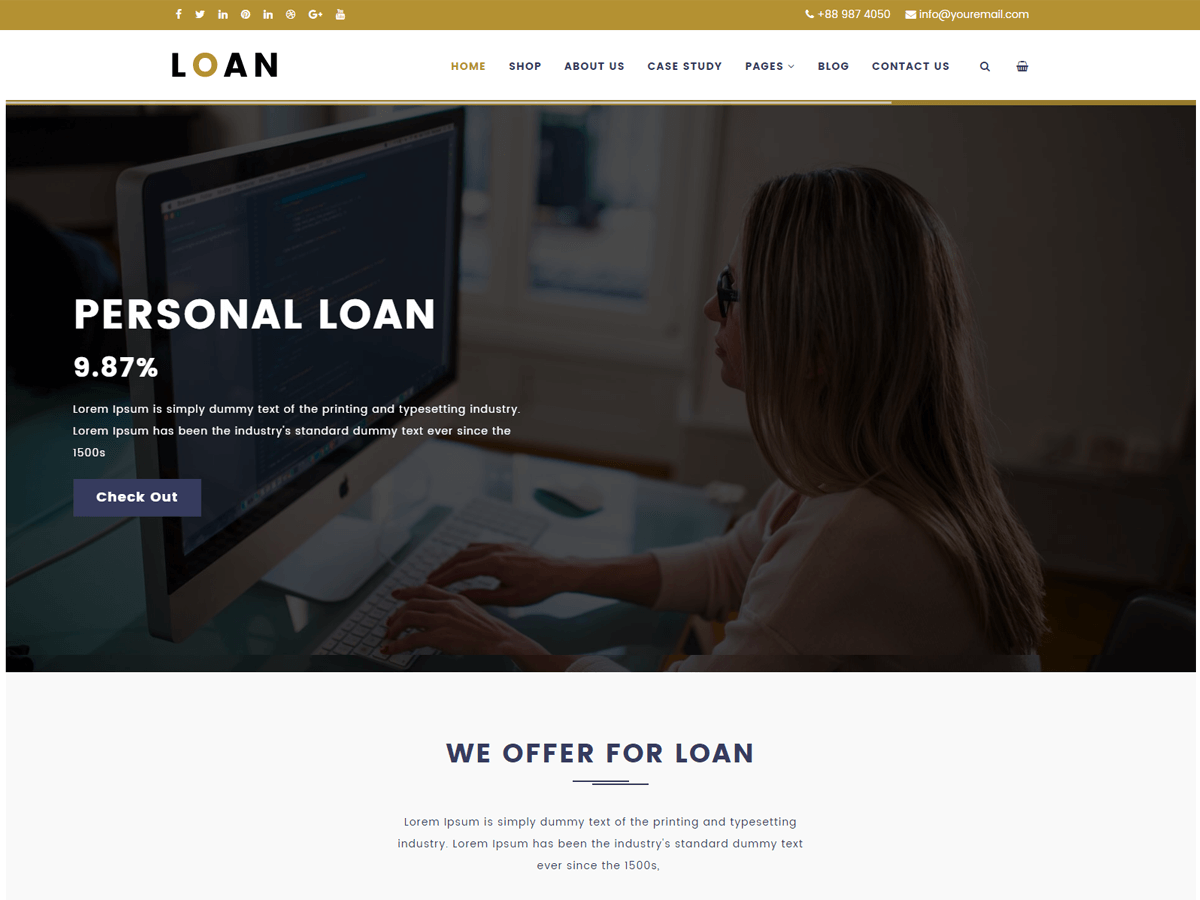 +88 987 4050 info@youremail.com
LOAN
HOME SHOP ABOUT US CASE STUDY PAGES BLOG CONTACT US
PERSONAL LOAN
9.87%
Lorem Ipsum is simply dummy text of the printing and typesetting industry.
Lorem Ipsum has been the industry's standard dummy text ever since the
1500s
Check Out
WE OFFER FOR LOAN
Lorem Ipsum is simply dummy text of the printing and typesetting
industry. Lorem Ipsum has been the industry's standard dummy text
ever since the 1500s,